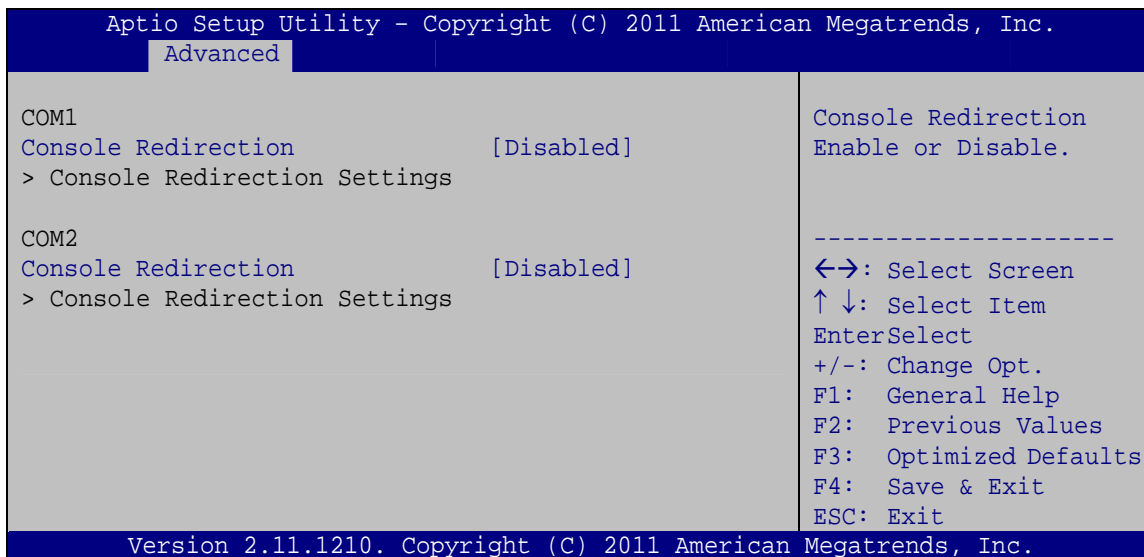 Aptio Setup Utility – Copyright (C) 2011 American Megatrends, Inc.
Advanced
COM1
Console Redirection [Disabled]
> Console Redirection Settings
COM2
Console Redirection [Disabled]
> Console Redirection Settings
Console Redirection
Enable or Disable.
---------------------
←→: Select Screen
↑ ↓: Select Item
EnterSelect
+/-: Change Opt.
F1: General Help
F2: Previous Values
F3: Optimized Defaults
F4: Save & Exit
ESC: Exit
Version 2.11.1210. Copyright (C) 2011 American Megatrends, Inc.